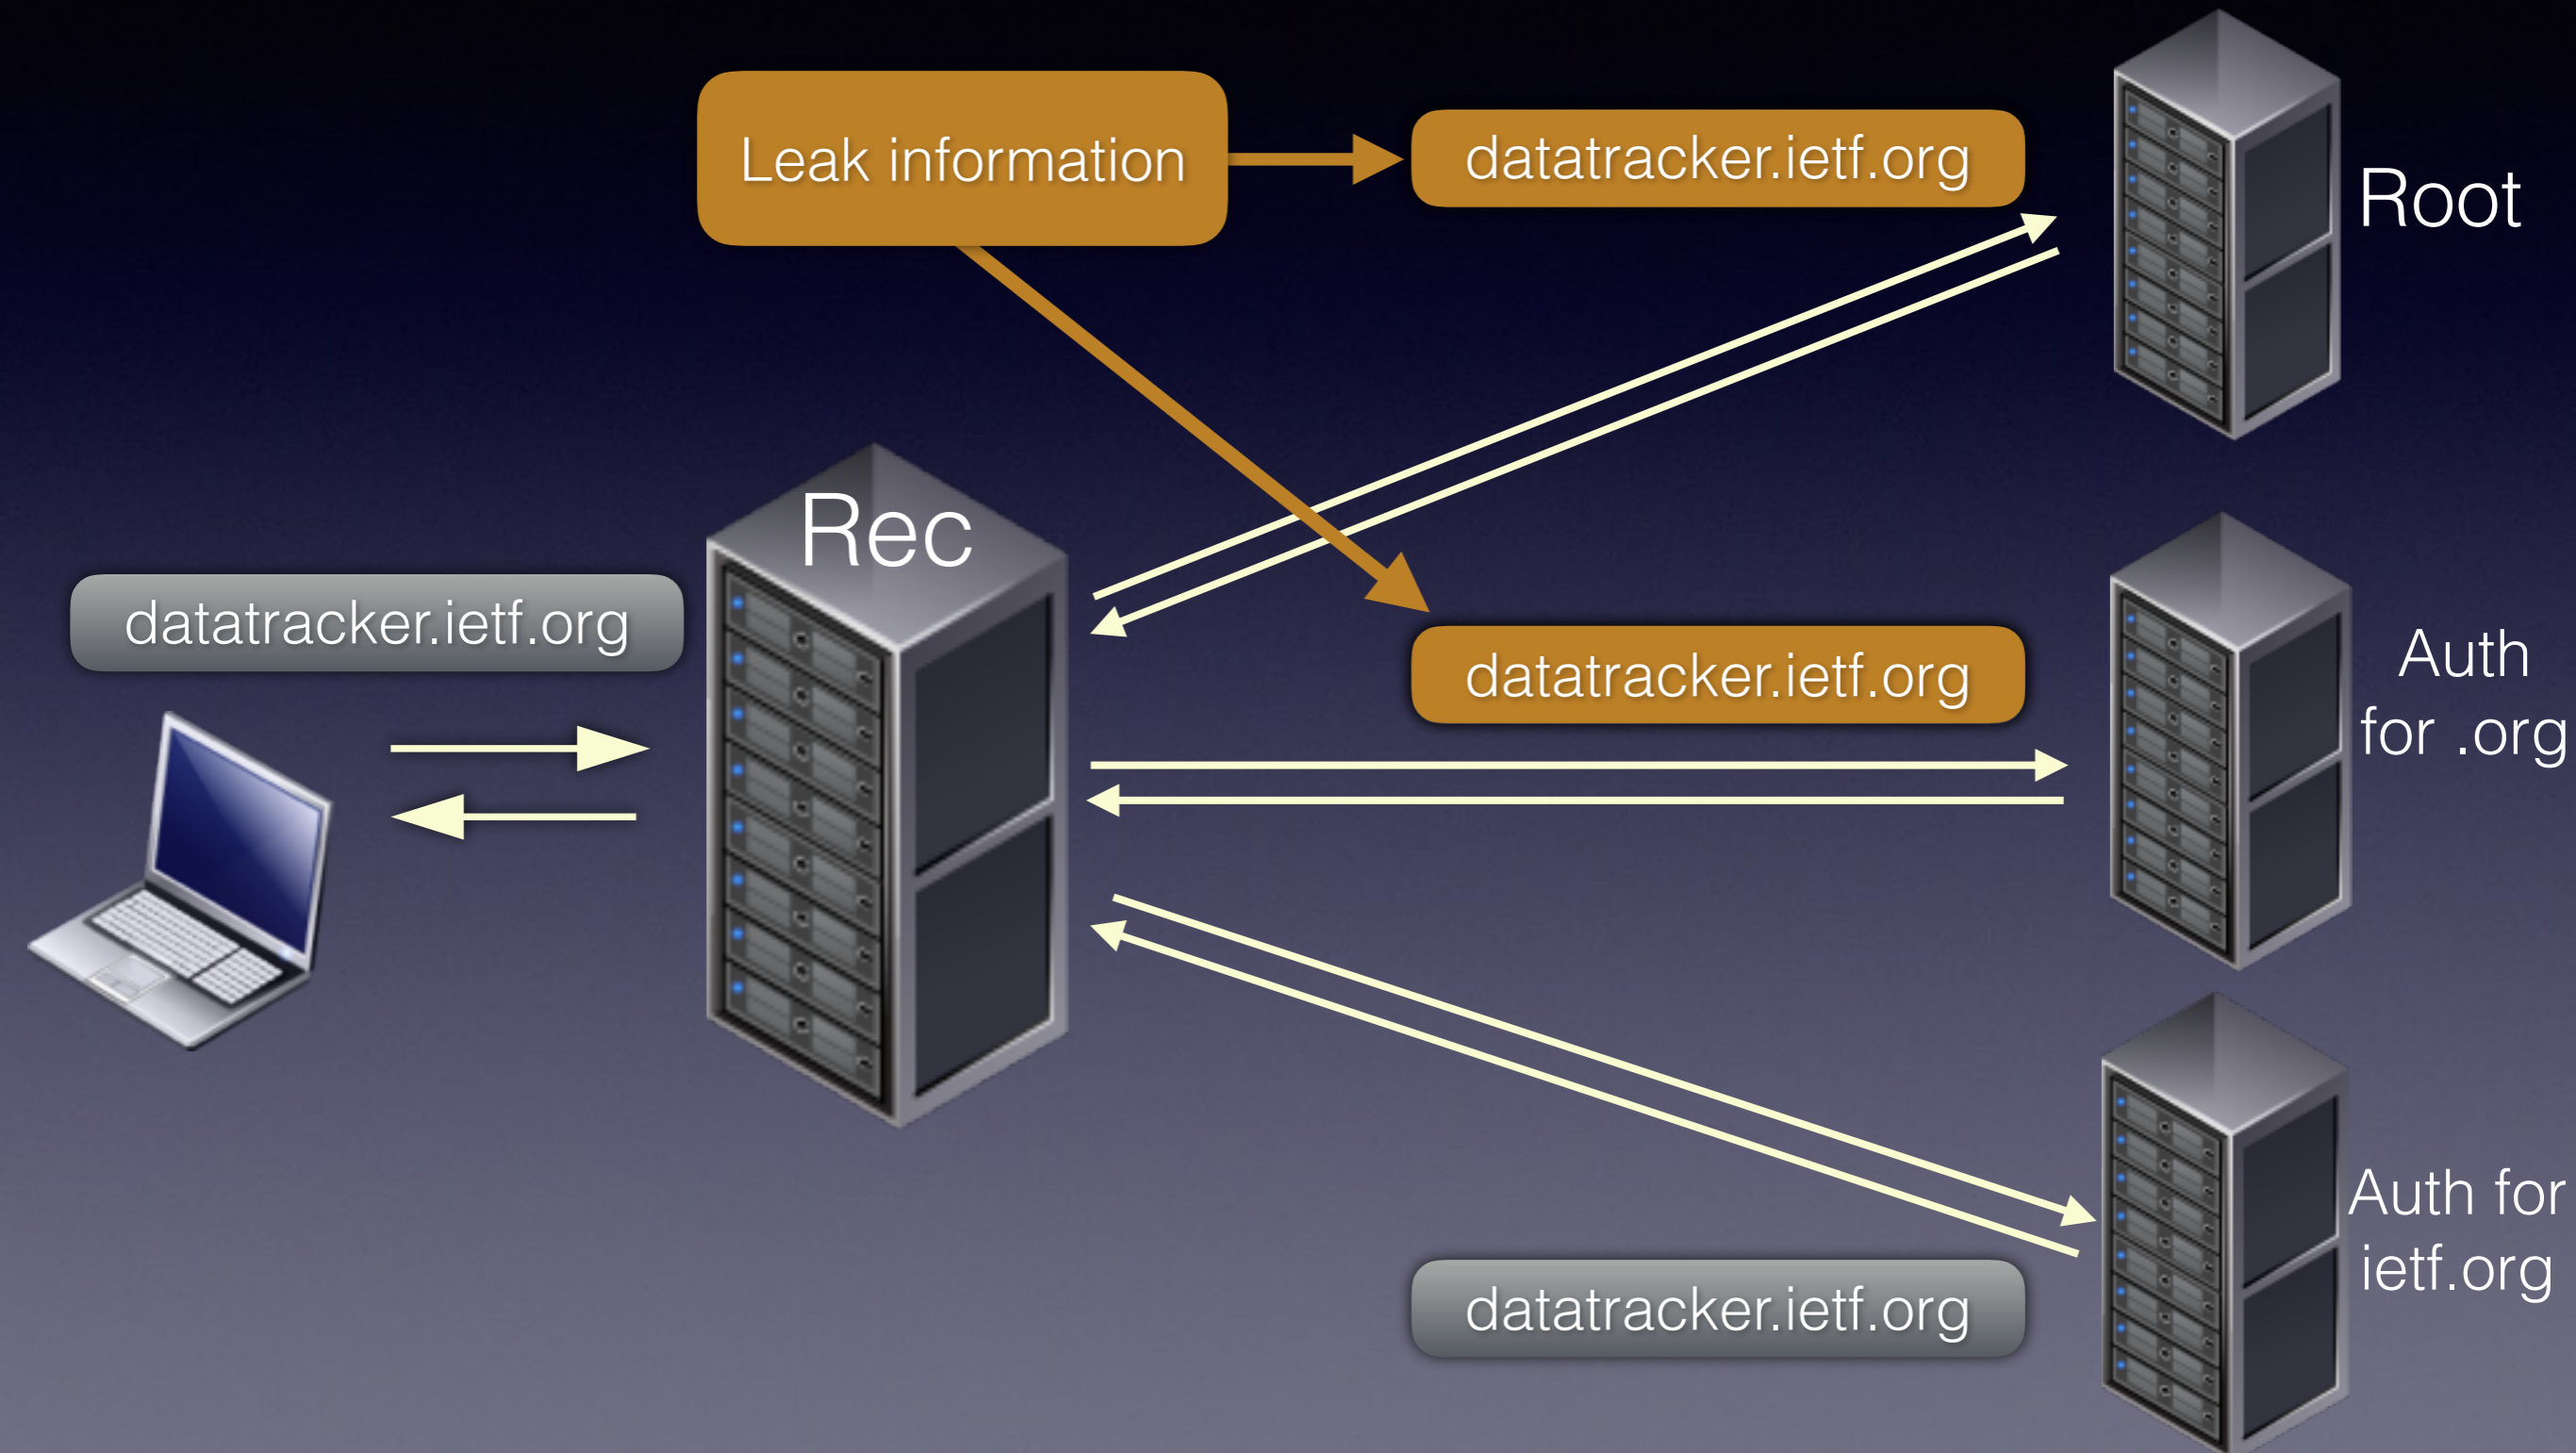 Leak information
datatracker.ietf.org
Root
Rec
datatracker.ietf.org
datatracker.ietf.org
Auth
for .org
Auth for
ietf.org
datatracker.ietf.org